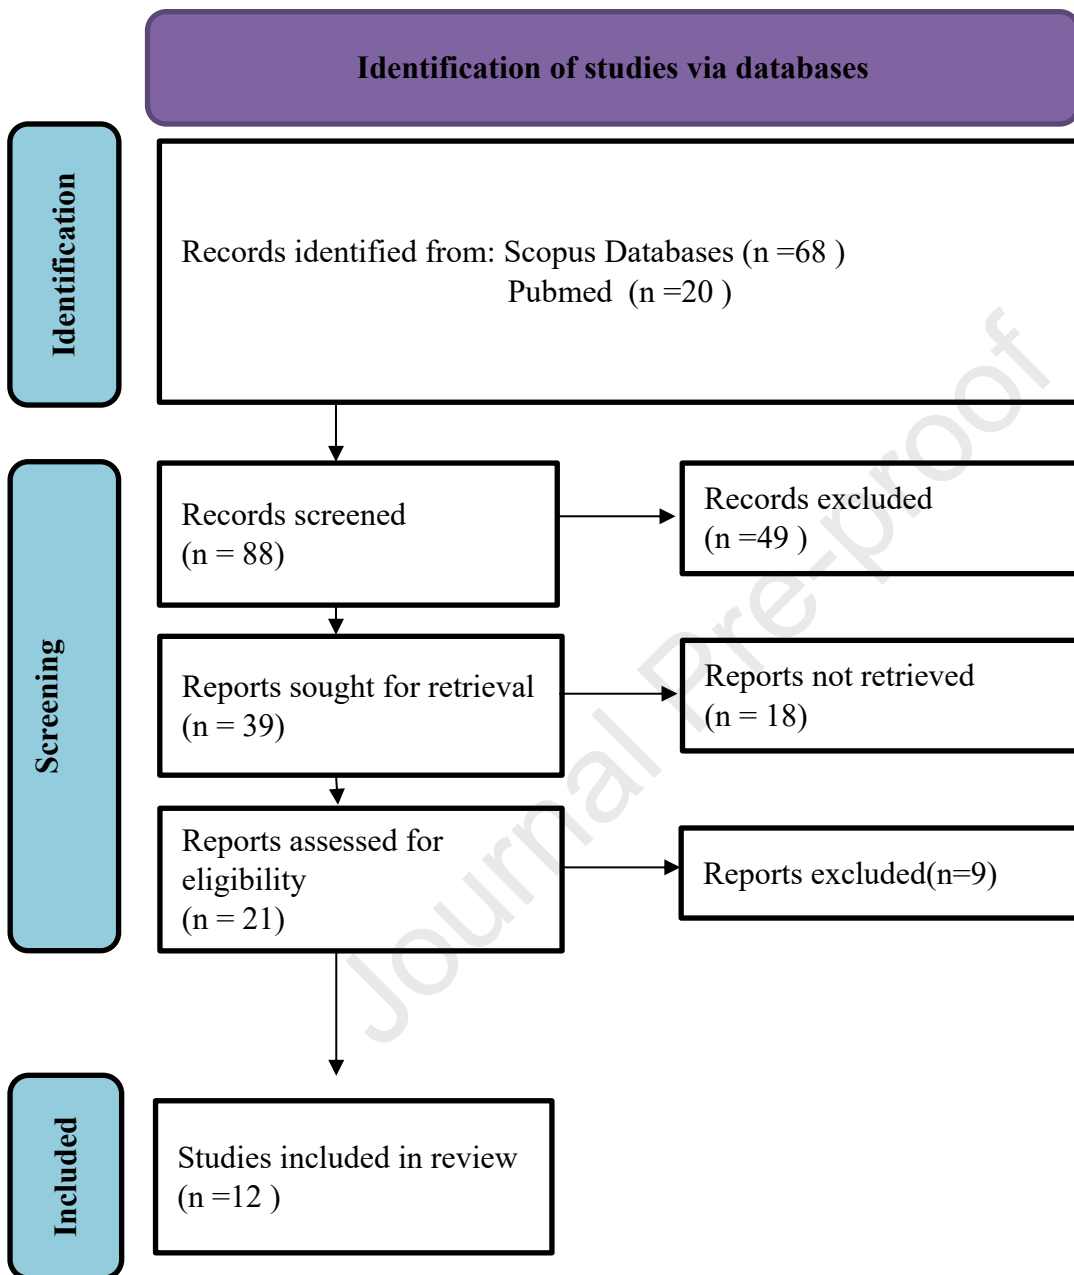 Identification of studies via databases
Identification
Records identified from: Scopus Databases (n =68 )
Pubmed  (n =20 )
Screening
Records screened
(n = 88)
Records excluded
(n =49 )
Reports sought for retrieval
(n = 39)
Reports not retrieved
(n = 18)
Reports assessed for
eligibility
(n = 21)
Reports excluded(n=9)
Included
Studies included in review
(n =12 )
Journal Pre-proof